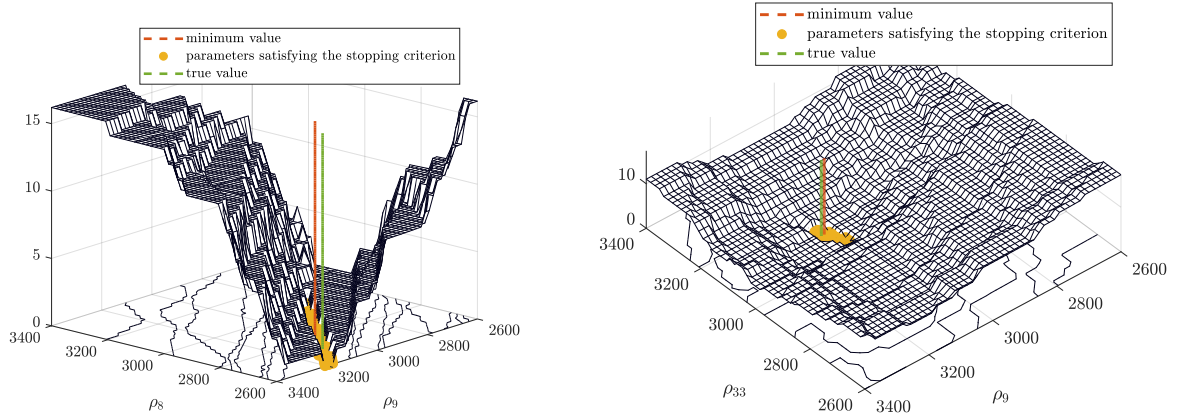 minimum value
parameters satisfying the stopping criterion
true value
15
10
5
0
3400
3200
3000
2800
2600
ρ8
3400
3200
3000
2800
2600
ρ9
minimum value
parameters satisfying the stopping criterion
true value
10
0
3400
3200
3000
2800
2600
ρ33
3400
3200
3000
2800
2600
ρ9